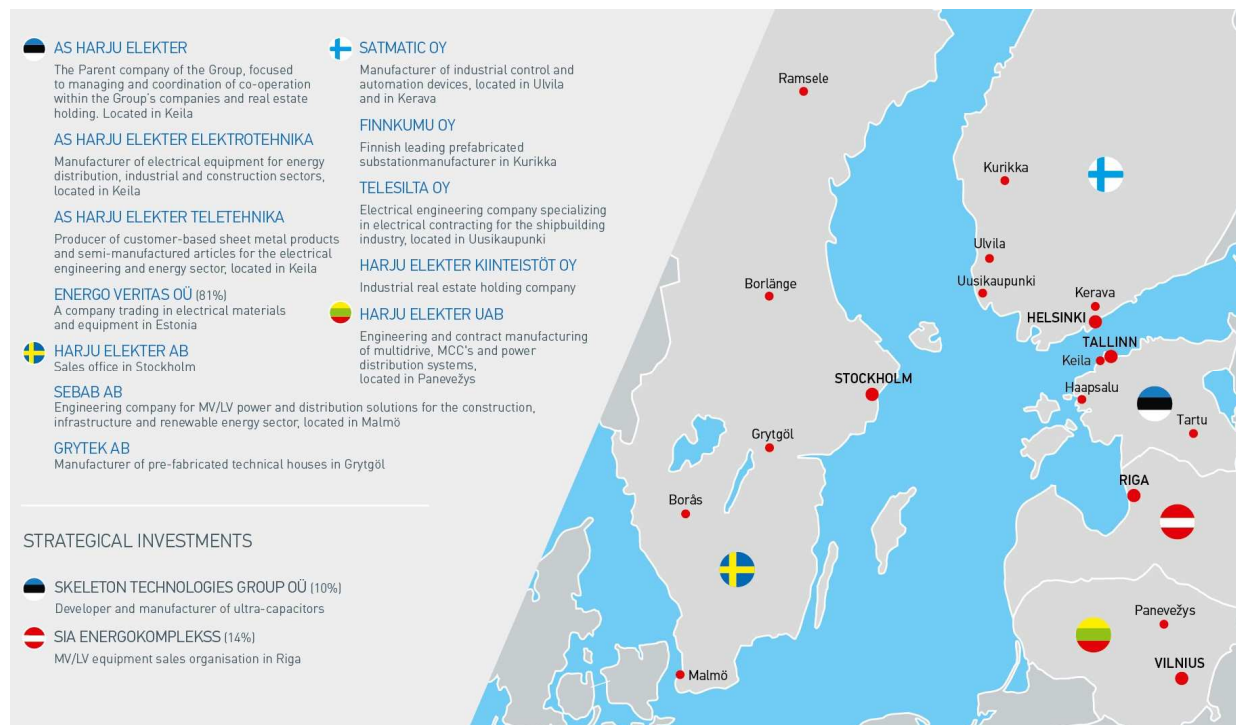 AS HARJU ELEKTER
The Parent company of the Group, focused
to managing and coordination of co-operation
within the Group's companies and real estate
holding. Located in Keila
AS HARJU ELEKTER ELEKTROTEHNIKA
Manufacturer of electrical equipment for energy
distribution, industrial and construction sectors,
located in Keila
AS HARJU ELEKTER TELETEHNIKA
Producer of customer-based sheet metal products
and semi-manufactured articles for the electrical
engineering and energy sector, located in Keila
ENERGO VERITAS OÜ (81%)
A company trading in electrical materials
and equipment in Estonia
HARJU ELEKTER AB
Sales office in Stockholm
SEBAB AB
Engineering company for MV/LV power and distribution solutions for the construction,
infrastructure and renewable energy sector, located in Malmö
GRYTEK AB
Manufacturer of pre-fabricated technical houses in Grytgöl
SATMATIC OY
Manufacturer of industrial control and
automation devices, located in Ulvila
and in Kerava
FINNKUMU OY
Finnish leading prefabricated
substationmanufacturer in Kurikka
TELESILTA OY
Electrical engineering company specializing
in electrical contracting for the shipbuilding
industry, located in Uusikaupunki
HARJU ELEKTER KIINTEISTÖT OY
Industrial real estate holding company
HARJU ELEKTER UAB
Engineering and contract manufacturing
of multidrive, MCC's and power
distribution systems,
located in Panevežys
STRATEGICAL INVESTMENTS
SKELETON TECHNOLOGIES GROUP OÜ (10%)
Developer and manufacturer of ultra-capacitors
SIA ENERGOKOMPLEKSS (14%)
MV/LV equipment sales organisation in Riga
Ramsele
Kurikka
Ulvila
Uusikaupunki
Borlänge
Kerava
HELSINKI
TALLINN
Keila
STOCKHOLM
Haapsalu
Tartu
Grytgöl
RIGA
Borås
Panevežys
VILNIUS
Malmö